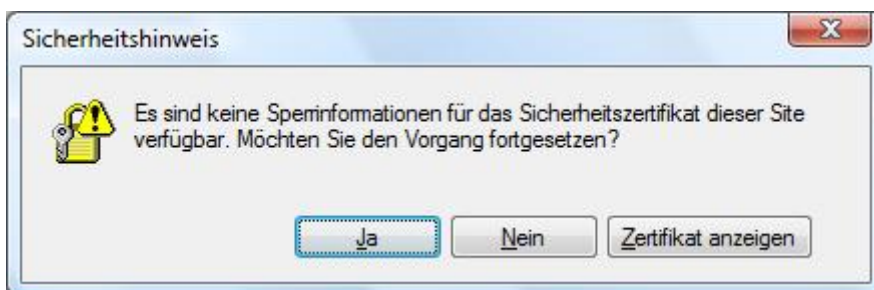 Sicherheitshinweis
Es sind keine Sperrinformationen für das Sicherheitszertifikat dieser Site
verfügbar. Möchten Sie den Vorgang fortgesetzen?
Ja
Nein
Zertifikat anzeigen